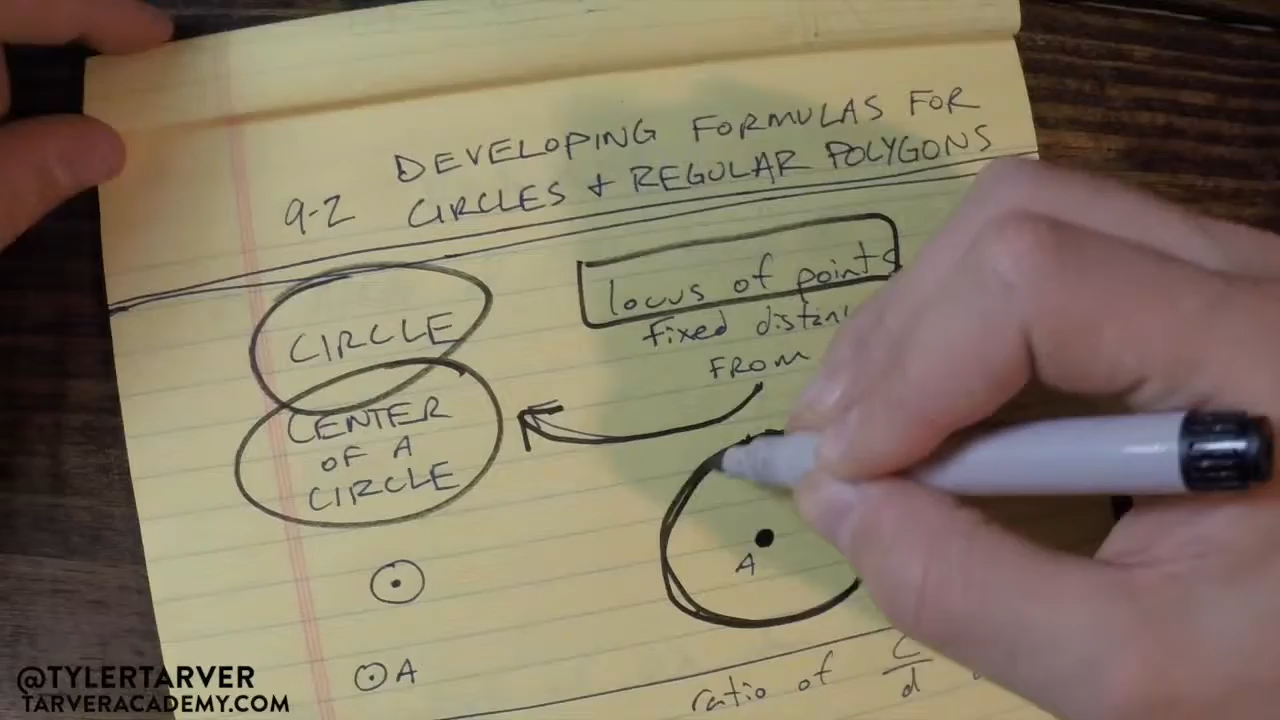 DEVELOPING FORMULAS FOR
9-2 CIRCLES + REGULAR POLYGONS
CIRCLE
locus of points
fixed
FROM
CENTER
OF A
CIRCLE
A
A
ratio of C
d
@TYLERTARVER
TARVERACADEMY.COM